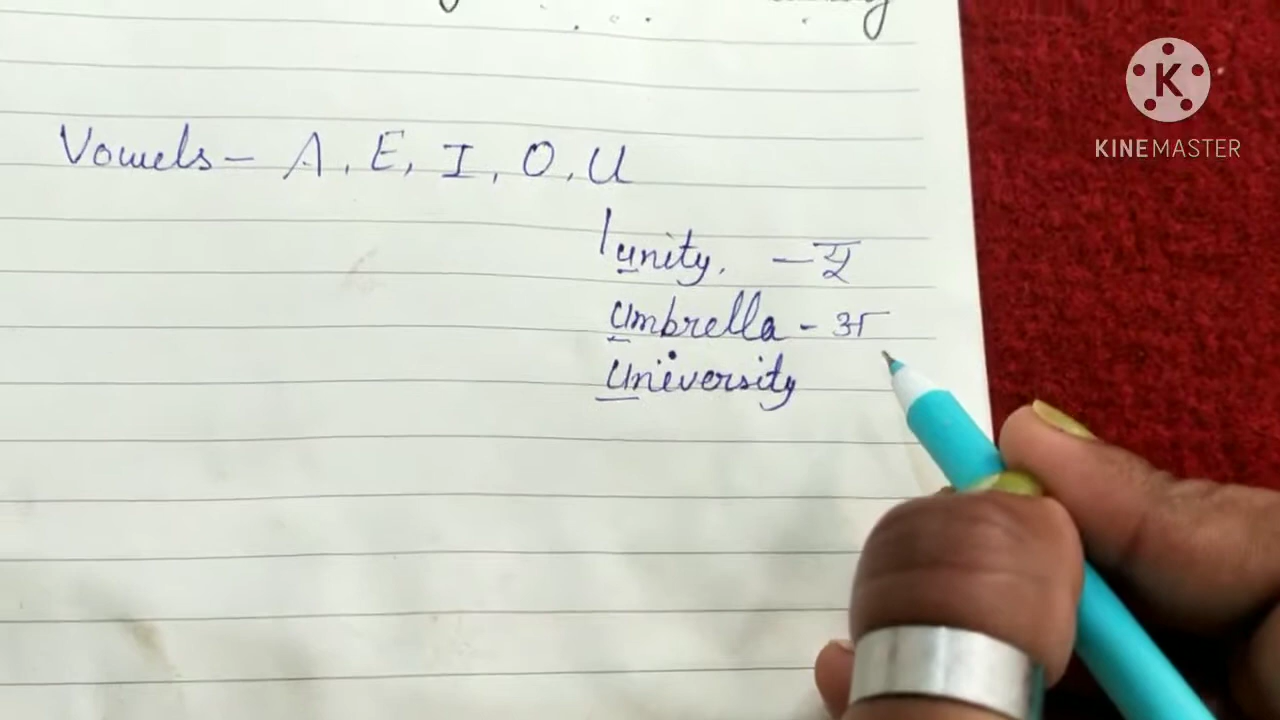 Vowels – A, E, I, O, U
unity. – यू
umbrella - अ
University
K
KINEMASTER